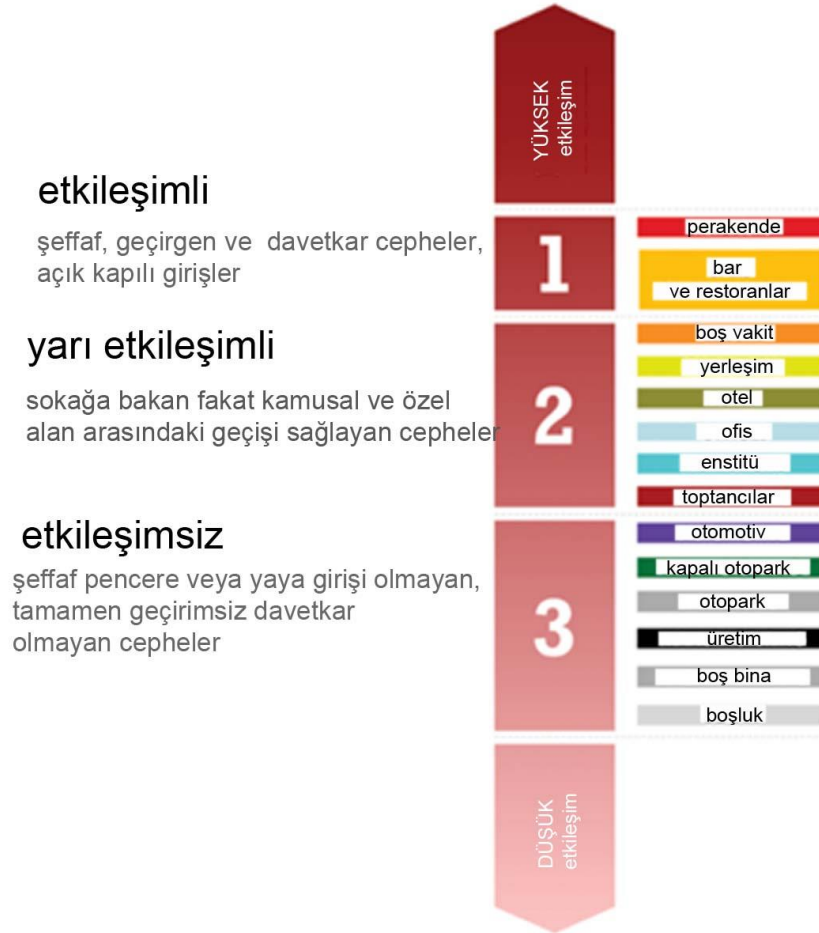 YÜKSEK
etkileşim
etkileşimli
şeffaf, geçirgen ve davetkar cepheler,
açık kapılı girişler
1
perakende
bar
ve restoranlar
yarı etkileşimli
sokağa bakan fakat kamusal ve özel
alan arasındaki geçişi sağlayan cepheler
2
boş vakit
yerleşim
otel
ofis
enstitü
toptancılar
etkileşimsiz
şeffaf pencere veya yaya girişi olmayan,
tamamen geçirimsiz davetkar
olmayan cepheler
3
otomotiv
kapalı otopark
otopark
üretim
boş bina
boşluk
DÜŞÜK
etkileşim